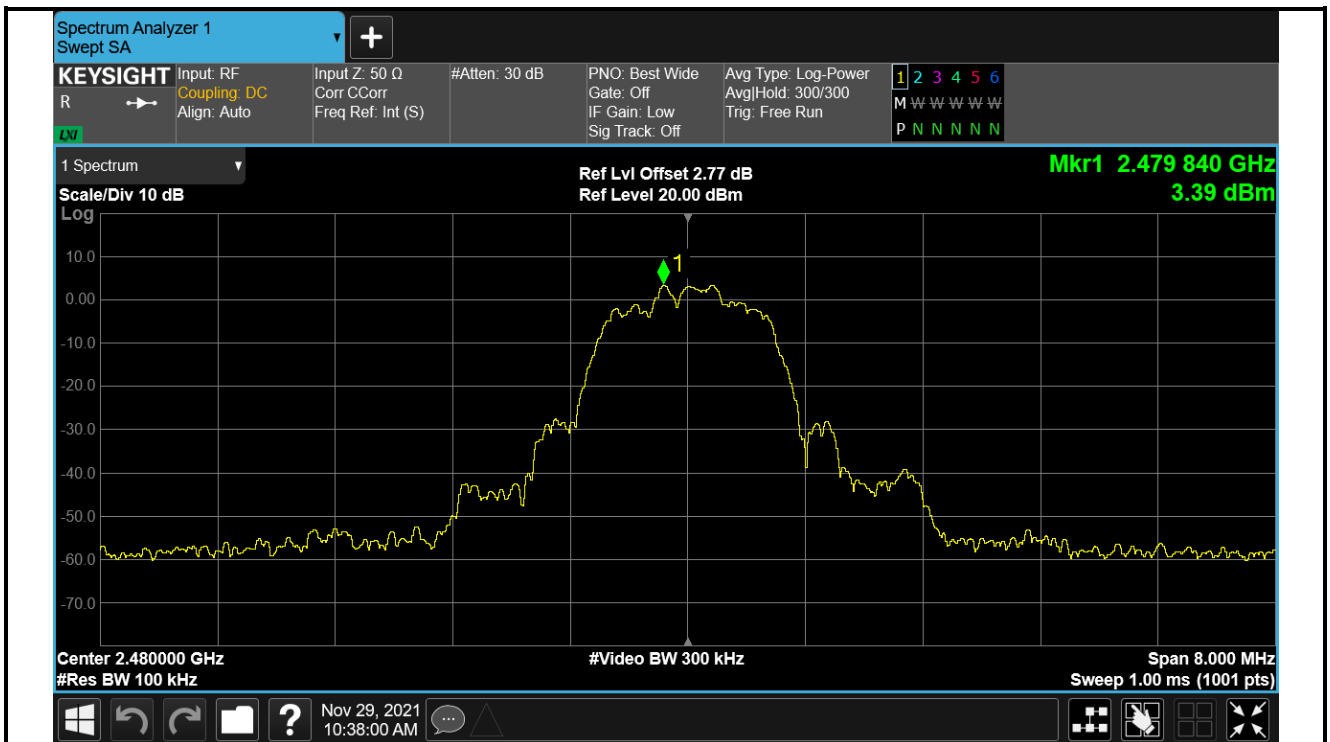 Spectrum Analyzer 1
Swept SA
KEYSIGHT
R
LXI
Input: RF
Coupling: DC
Align: Auto
Input Z: 50 Ω
Corr CCorr
Freq Ref: Int (S)
#Atten: 30 dB
PNO: Best Wide
Gate: Off
IF Gain: Low
Sig Track: Off
Avg Type: Log-Power
Avg|Hold: 300/300
Trig: Free Run
1 2 3 4 5 6
M W W W W W
P N N N N N
1 Spectrum
Scale/Div 10 dB
Ref Lvl Offset 2.77 dB
Ref Level 20.00 dBm
Mkr1 2.479 840 GHz
3.39 dBm
Log
10.0
0.00
-10.0
-20.0
-30.0
-40.0
-50.0
-60.0
-70.0
1
Center 2.480000 GHz
#Res BW 100 kHz
#Video BW 300 kHz
Span 8.000 MHz
Sweep 1.00 ms (1001 pts)
?
Nov 29, 2021
10:38:00 AM